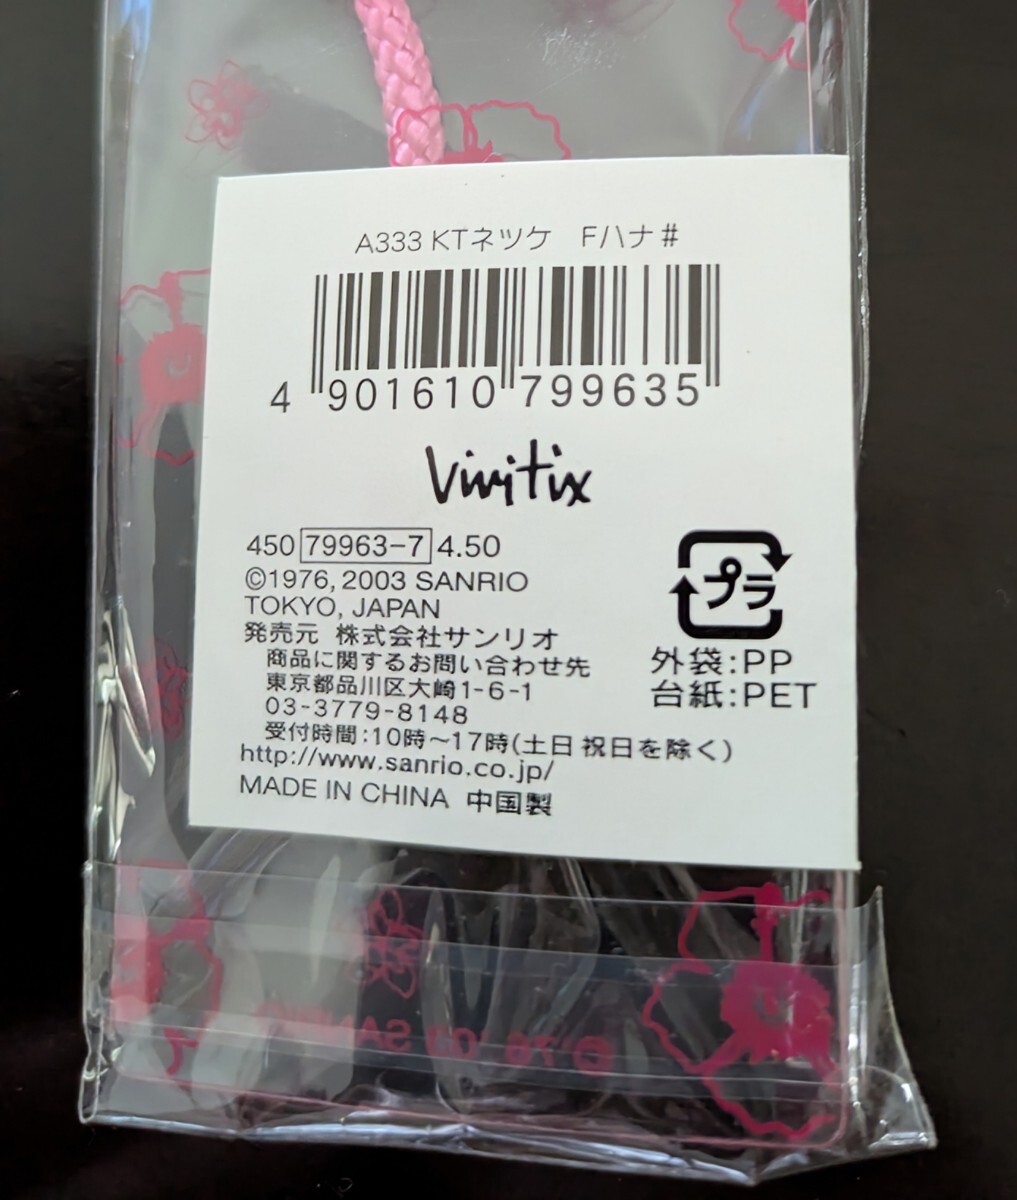 A333 KTネツケ Fハナ#
4 901610 799635
Vivitix
450 79963-7 4.50
©1976, 2003 SANRIO
TOKYO, JAPAN
発売元 株式会社サンリオ
商品に関するお問い合わせ先
東京都品川区大崎1-6-1
03-3779-8148
受付時間:10時～17時(土日 祝日を除く)
http://www.sanrio.co.jp/
MADE IN CHINA 中国製
プラ
外袋:PP
台紙:PET
©'76 '03 SANRIO